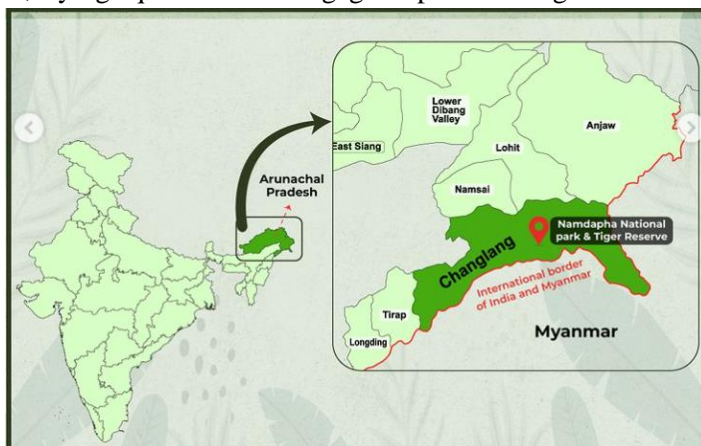 Arunachal
Pradesh
Lower
Dibang
Valley
Anjaw
East Siang
Lohit
Namsai
Namdapha National
park & Tiger Reserve
Changlang
International border
of India and Myanmar
Tirap
Myanmar
Longding